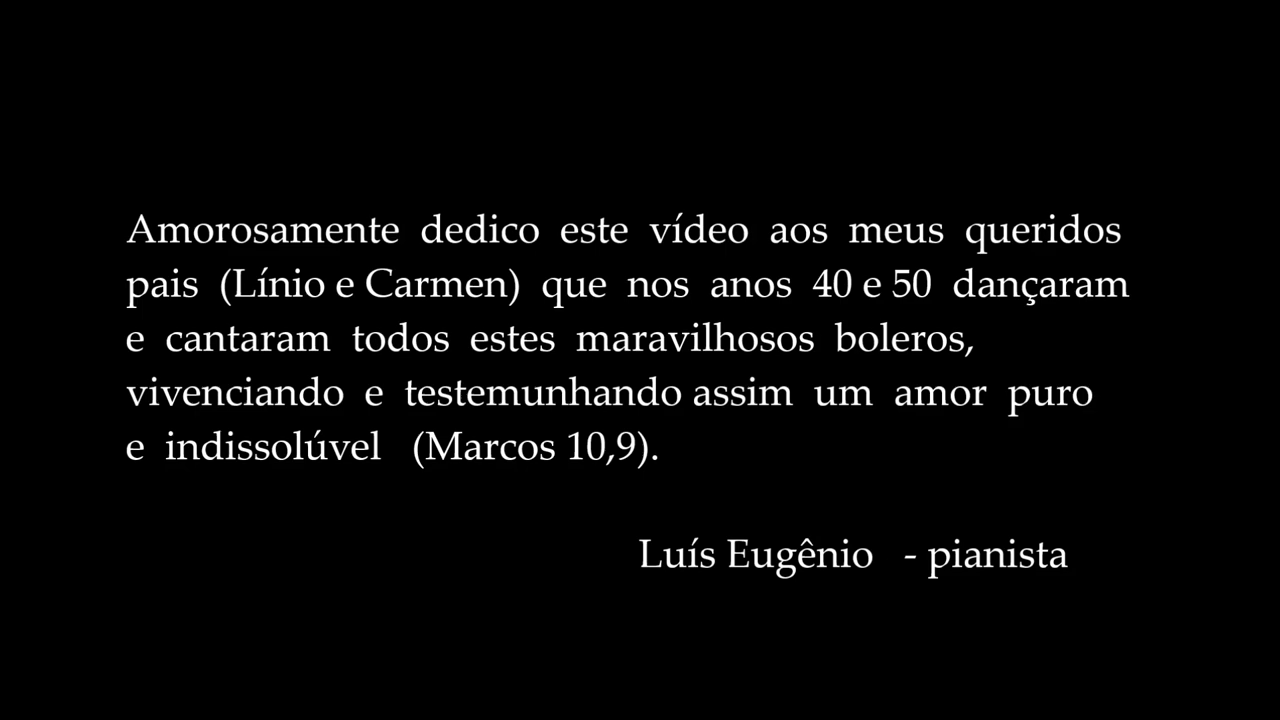 Amorosamente dedico este vídeo aos meus queridos
pais (Línio e Carmen) que nos anos 40 e 50 dançaram
e cantaram todos estes maravilhosos boleros,
vivenciando e testemunhando assim um amor puro
e indissolúvel (Marcos 10,9).
Luís Eugênio - pianista